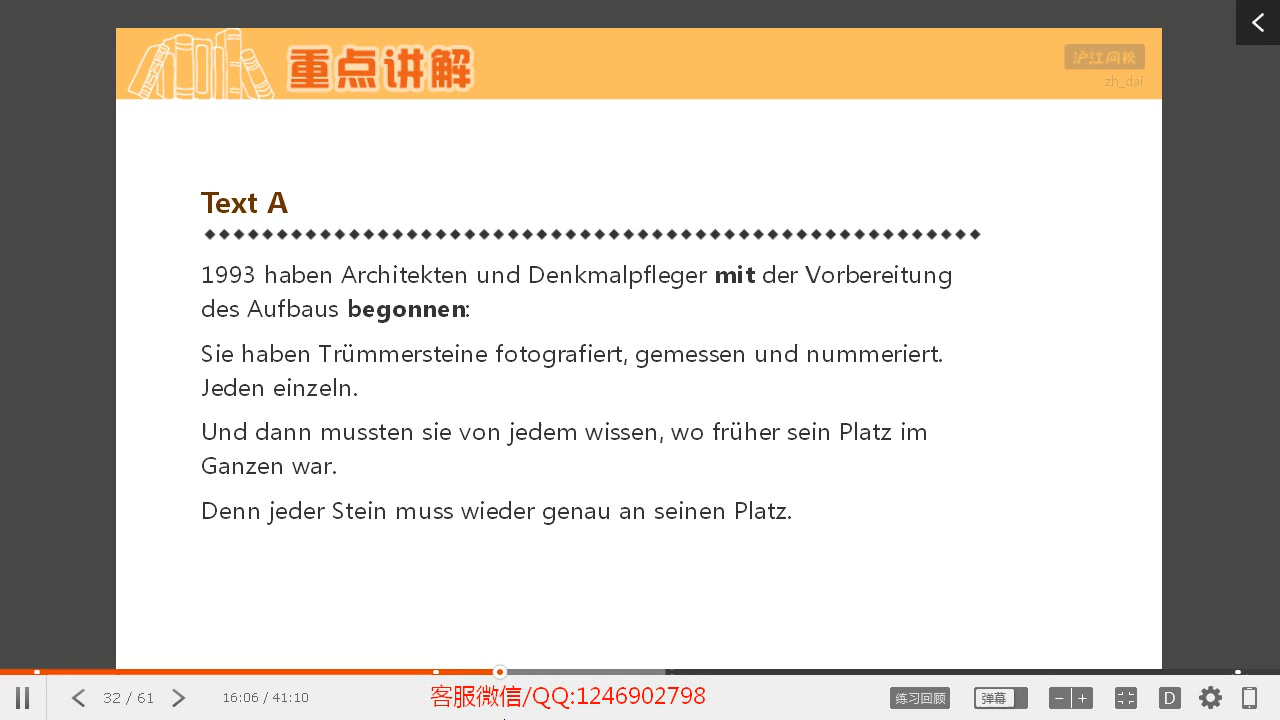 重点讲解
沪江网校
zh_dai
Text A
1993 haben Architekten und Denkmalpfleger mit der Vorbereitung
des Aufbaus begonnen:
Sie haben Trümmersteine fotografiert, gemessen und nummeriert.
Jeden einzeln.
Und dann mussten sie von jedem wissen, wo früher sein Platz im
Ganzen war.
Denn jeder Stein muss wieder genau an seinen Platz.
32 / 61 16:06 / 41:10 客服微信/QQ:1246902798 练习回顾 弹幕 − + D